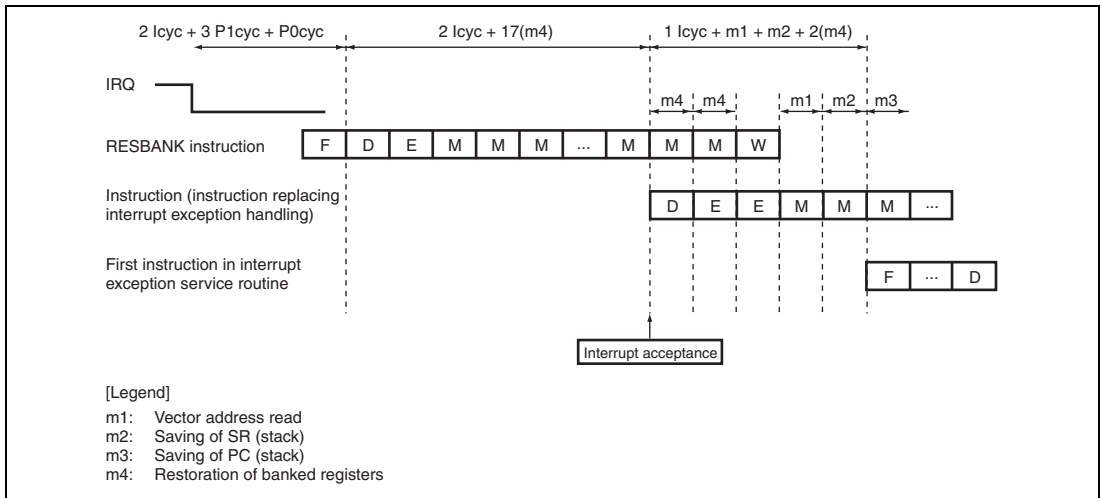 2 Icyc + 3 P1cyc + P0cyc 2 Icyc + 17(m4) 1 Icyc + m1 + m2 + 2(m4)
IRQ
m4 m4 m1 m2 m3
RESBANK instruction F D E M M M ... M M M W
Instruction (instruction replacing
interrupt exception handling) D E E M M M ...
First instruction in interrupt
exception service routine F ... D
Interrupt acceptance
[Legend]
m1: Vector address read
m2: Saving of SR (stack)
m3: Saving of PC (stack)
m4: Restoration of banked registers